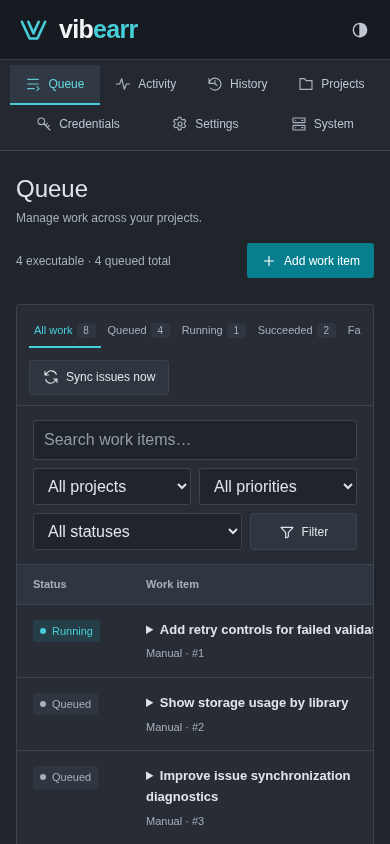 vibearr
Queue
Activity
History
Projects
Credentials
Settings
System
Queue
Manage work across your projects.
4 executable · 4 queued total
Add work item
All work 8
Queued 4
Running 1
Succeeded 2
Fa
Sync issues now
Search work items…
All projects
All priorities
All statuses
Filter
Status
Work item
Running
Add retry controls for failed validat
Manual · #1
Queued
Show storage usage by library
Manual · #2
Queued
Improve issue synchronization
diagnostics
Manual · #3